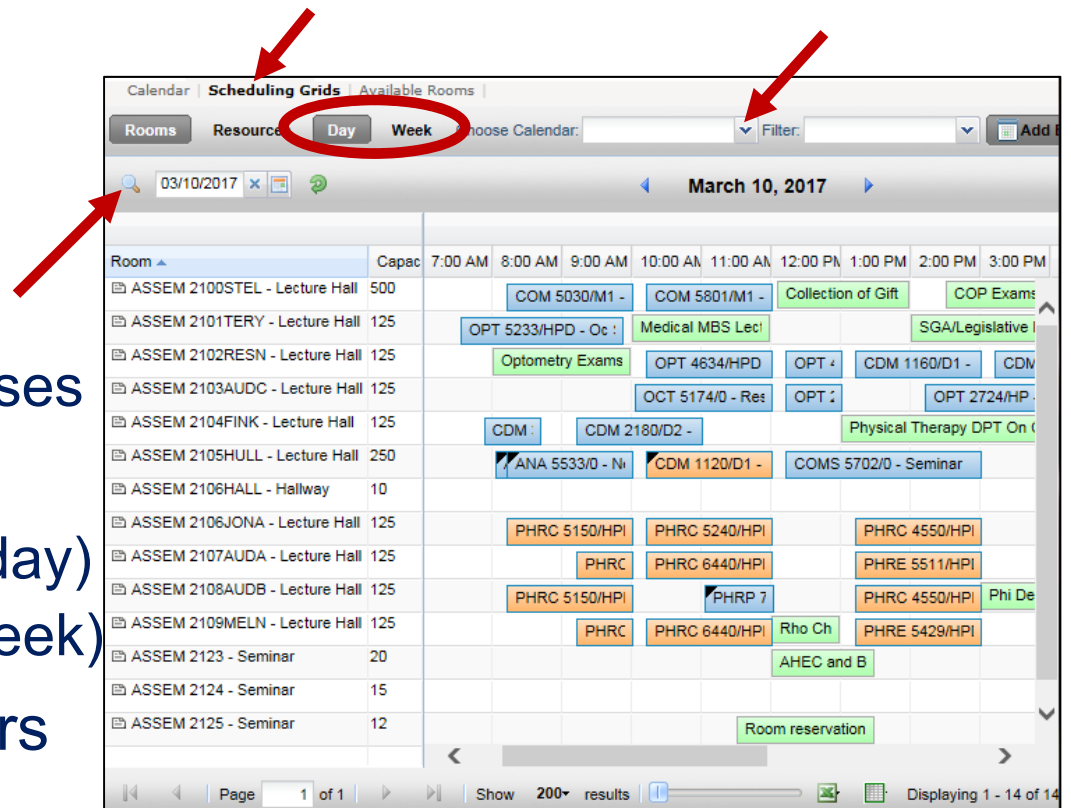 Calendar | Scheduling Grids | Available Rooms |
Rooms Resource Day Week Choose Calendar: Filter: Add E
03/10/2017 March 10, 2017
Room Capac 7:00 AM 8:00 AM 9:00 AM 10:00 AM 11:00 AM 12:00 PM 1:00 PM 2:00 PM 3:00 PM
ASSEM 2100STEL - Lecture Hall 500 COM 5030/M1 - COM 5801/M1 - Collection of Gift COP Exams
ASSEM 2101TERY - Lecture Hall 125 OPT 5233/HPD - Oc Medical MBS Lect SGA/Legislative
ASSEM 2102RESN - Lecture Hall 125 Optometry Exams OPT 4634/HPD OPT 4 CDM 1160/D1 - CDM
ses
ASSEM 2103AUDC - Lecture Hall 125 OCT 5174/0 - Res OPT 2 OPT 2724/HP -
ASSEM 2104FINK - Lecture Hall 125 CDM CDM 2180/D2 - Physical Therapy DPT On
ASSEM 2105HULL - Lecture Hall 250 ANA 5533/0 - CDM 1120/D1 - COMS 5702/0 - Seminar
ASSEM 2106HALL - Hallway 10
ASSEM 2106JONA - Lecture Hall 125 PHRC 5150/HPI PHRC 5240/HPI PHRC 4550/HPI
day)
ASSEM 2107AUDA - Lecture Hall 125 PHRC PHRC 6440/HPI PHRE 5511/HPI
ASSEM 2108AUDB - Lecture Hall 125 PHRC 5150/HPI PHRP 7 PHRC 4550/HPI Phi De
ASSEM 2109MELN - Lecture Hall 125 PHRC PHRC 6440/HPI Rho Ch PHRE 5429/HPI
eek)
ASSEM 2123 - Seminar 20 AHEC and B
ASSEM 2124 - Seminar 15
ASSEM 2125 - Seminar 12 Room reservation
rs
Page 1 of 1 Show 200 results Displaying 1 - 14 of 14